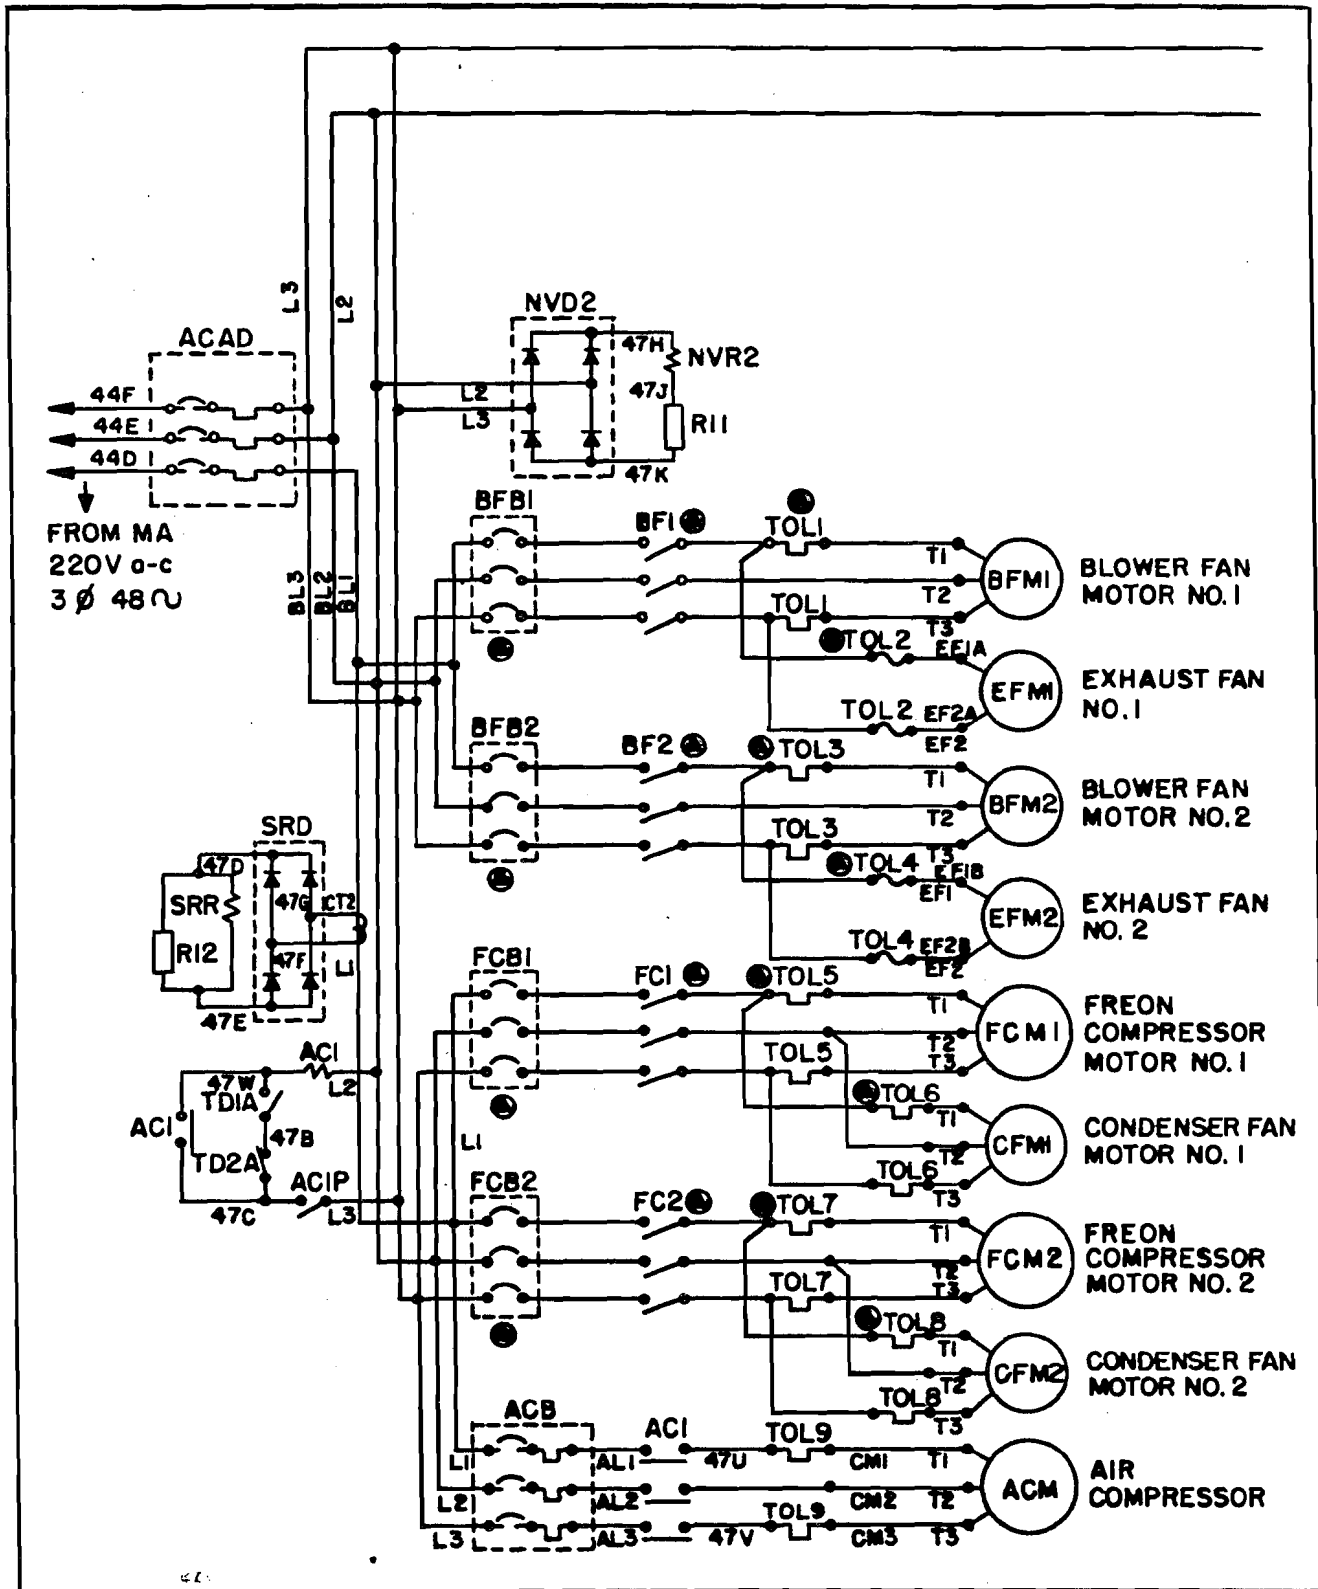 L3
L2
NVD2
ACAD
47H
NVR2
44F
L2
47J
L3
R11
44E
44D
47K
FROM MA
220V a-c
3 Ø 48 ∿
BL3
BL2
BL1
BFB1
BF1
TOL1
T1
BFM1
BLOWER FAN
MOTOR NO. 1
T2
TOL1
T3
TOL2
EF1A
EFM1
EXHAUST FAN
NO. 1
TOL2
EF2A
EF2
BFB2
BF2
TOL3
T1
BFM2
BLOWER FAN
MOTOR NO. 2
T2
TOL3
T3
TOL4
EF1B
EF1
EFM2
EXHAUST FAN
NO. 2
TOL4
EF2B
EF2
SRD
47D
SRR
47G
CT2
R12
47F
L1
47E
FCB1
FC1
TOL5
T1
FCM1
FREON
COMPRESSOR
MOTOR NO. 1
T2
TOL5
T3
AC1
L2
47W
TD1A
AC1
47B
TD2A
AC1P
47C
L3
L1
TOL6
T1
CFM1
CONDENSER FAN
MOTOR NO. 1
T2
TOL6
T3
FCB2
FC2
TOL7
T1
FCM2
FREON
COMPRESSOR
MOTOR NO. 2
T2
TOL7
T3
TOL8
T1
CFM2
CONDENSER FAN
MOTOR NO. 2
T2
TOL8
T3
ACB
AC1
TOL9
L1
AL1
47U
CM1
T1
ACM
AIR
COMPRESSOR
L2
AL2
CM2
T2
TOL9
L3
AL3
47V
CM3
T3